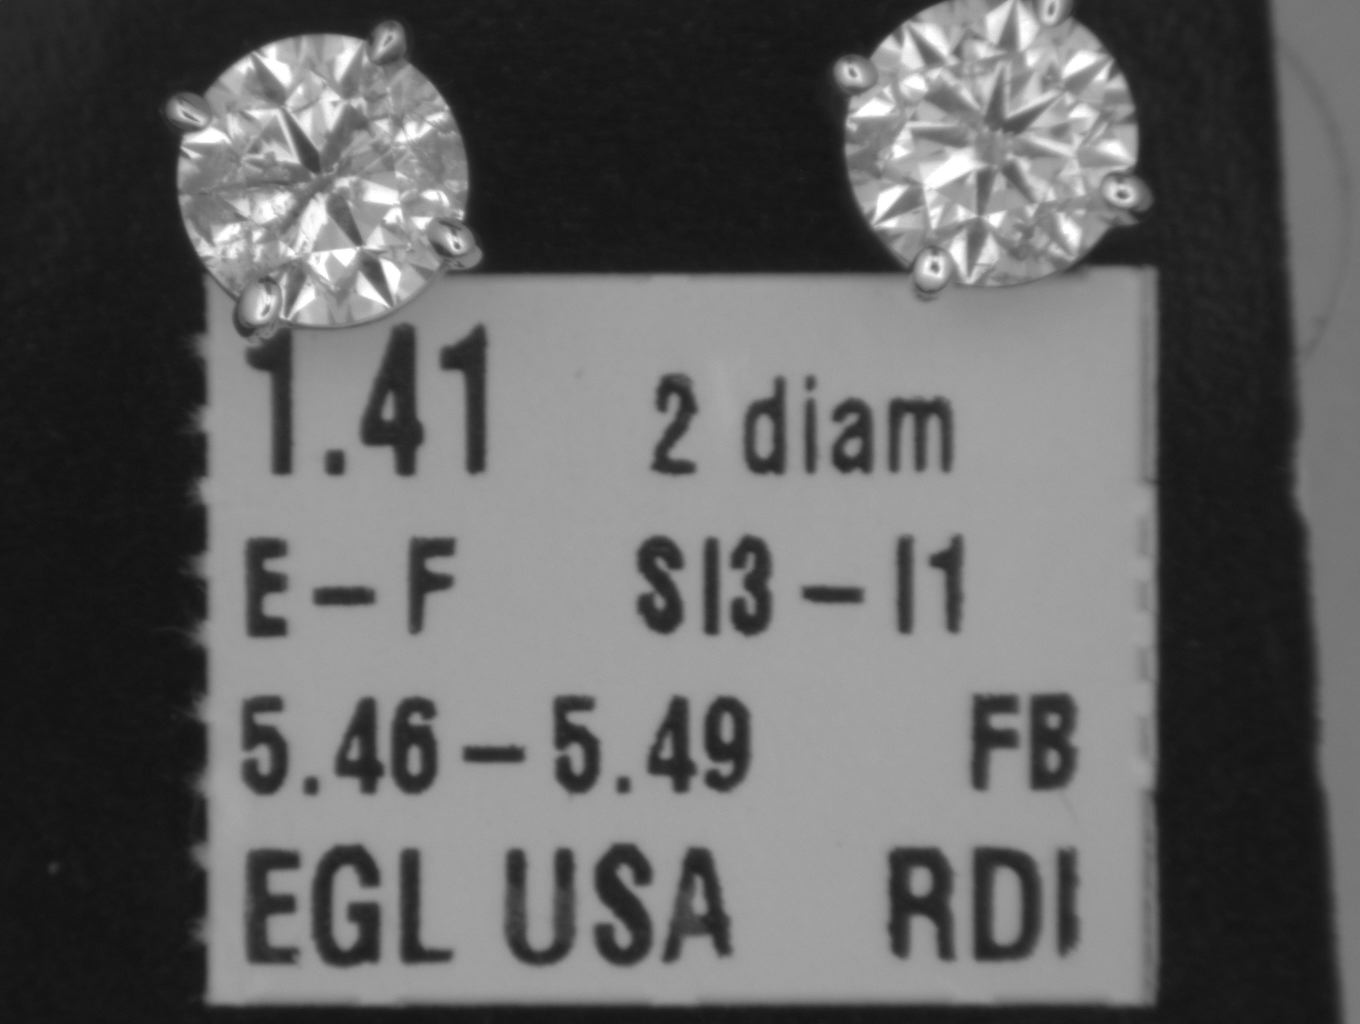 1.41 2 diam
E-F SI3-I1
5.46-5.49 FB
EGL USA RDI